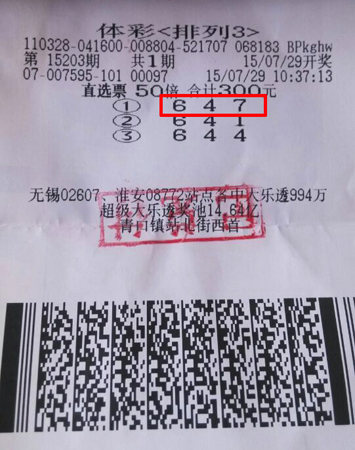 体彩<排列3>
110328-041600-008804-521707 068183 BPkghw
第 15203期 共1期 15/07/29开奖
07-007595-101 00097 15/07/29 10:37:13
直选票 50倍 合计300元
① 6 4 7
② 6 4 1
③ 6 4 4
无锡02607、淮安08772站点各中大乐透994万
超级大乐透奖池14.64亿
青口镇站北街西首